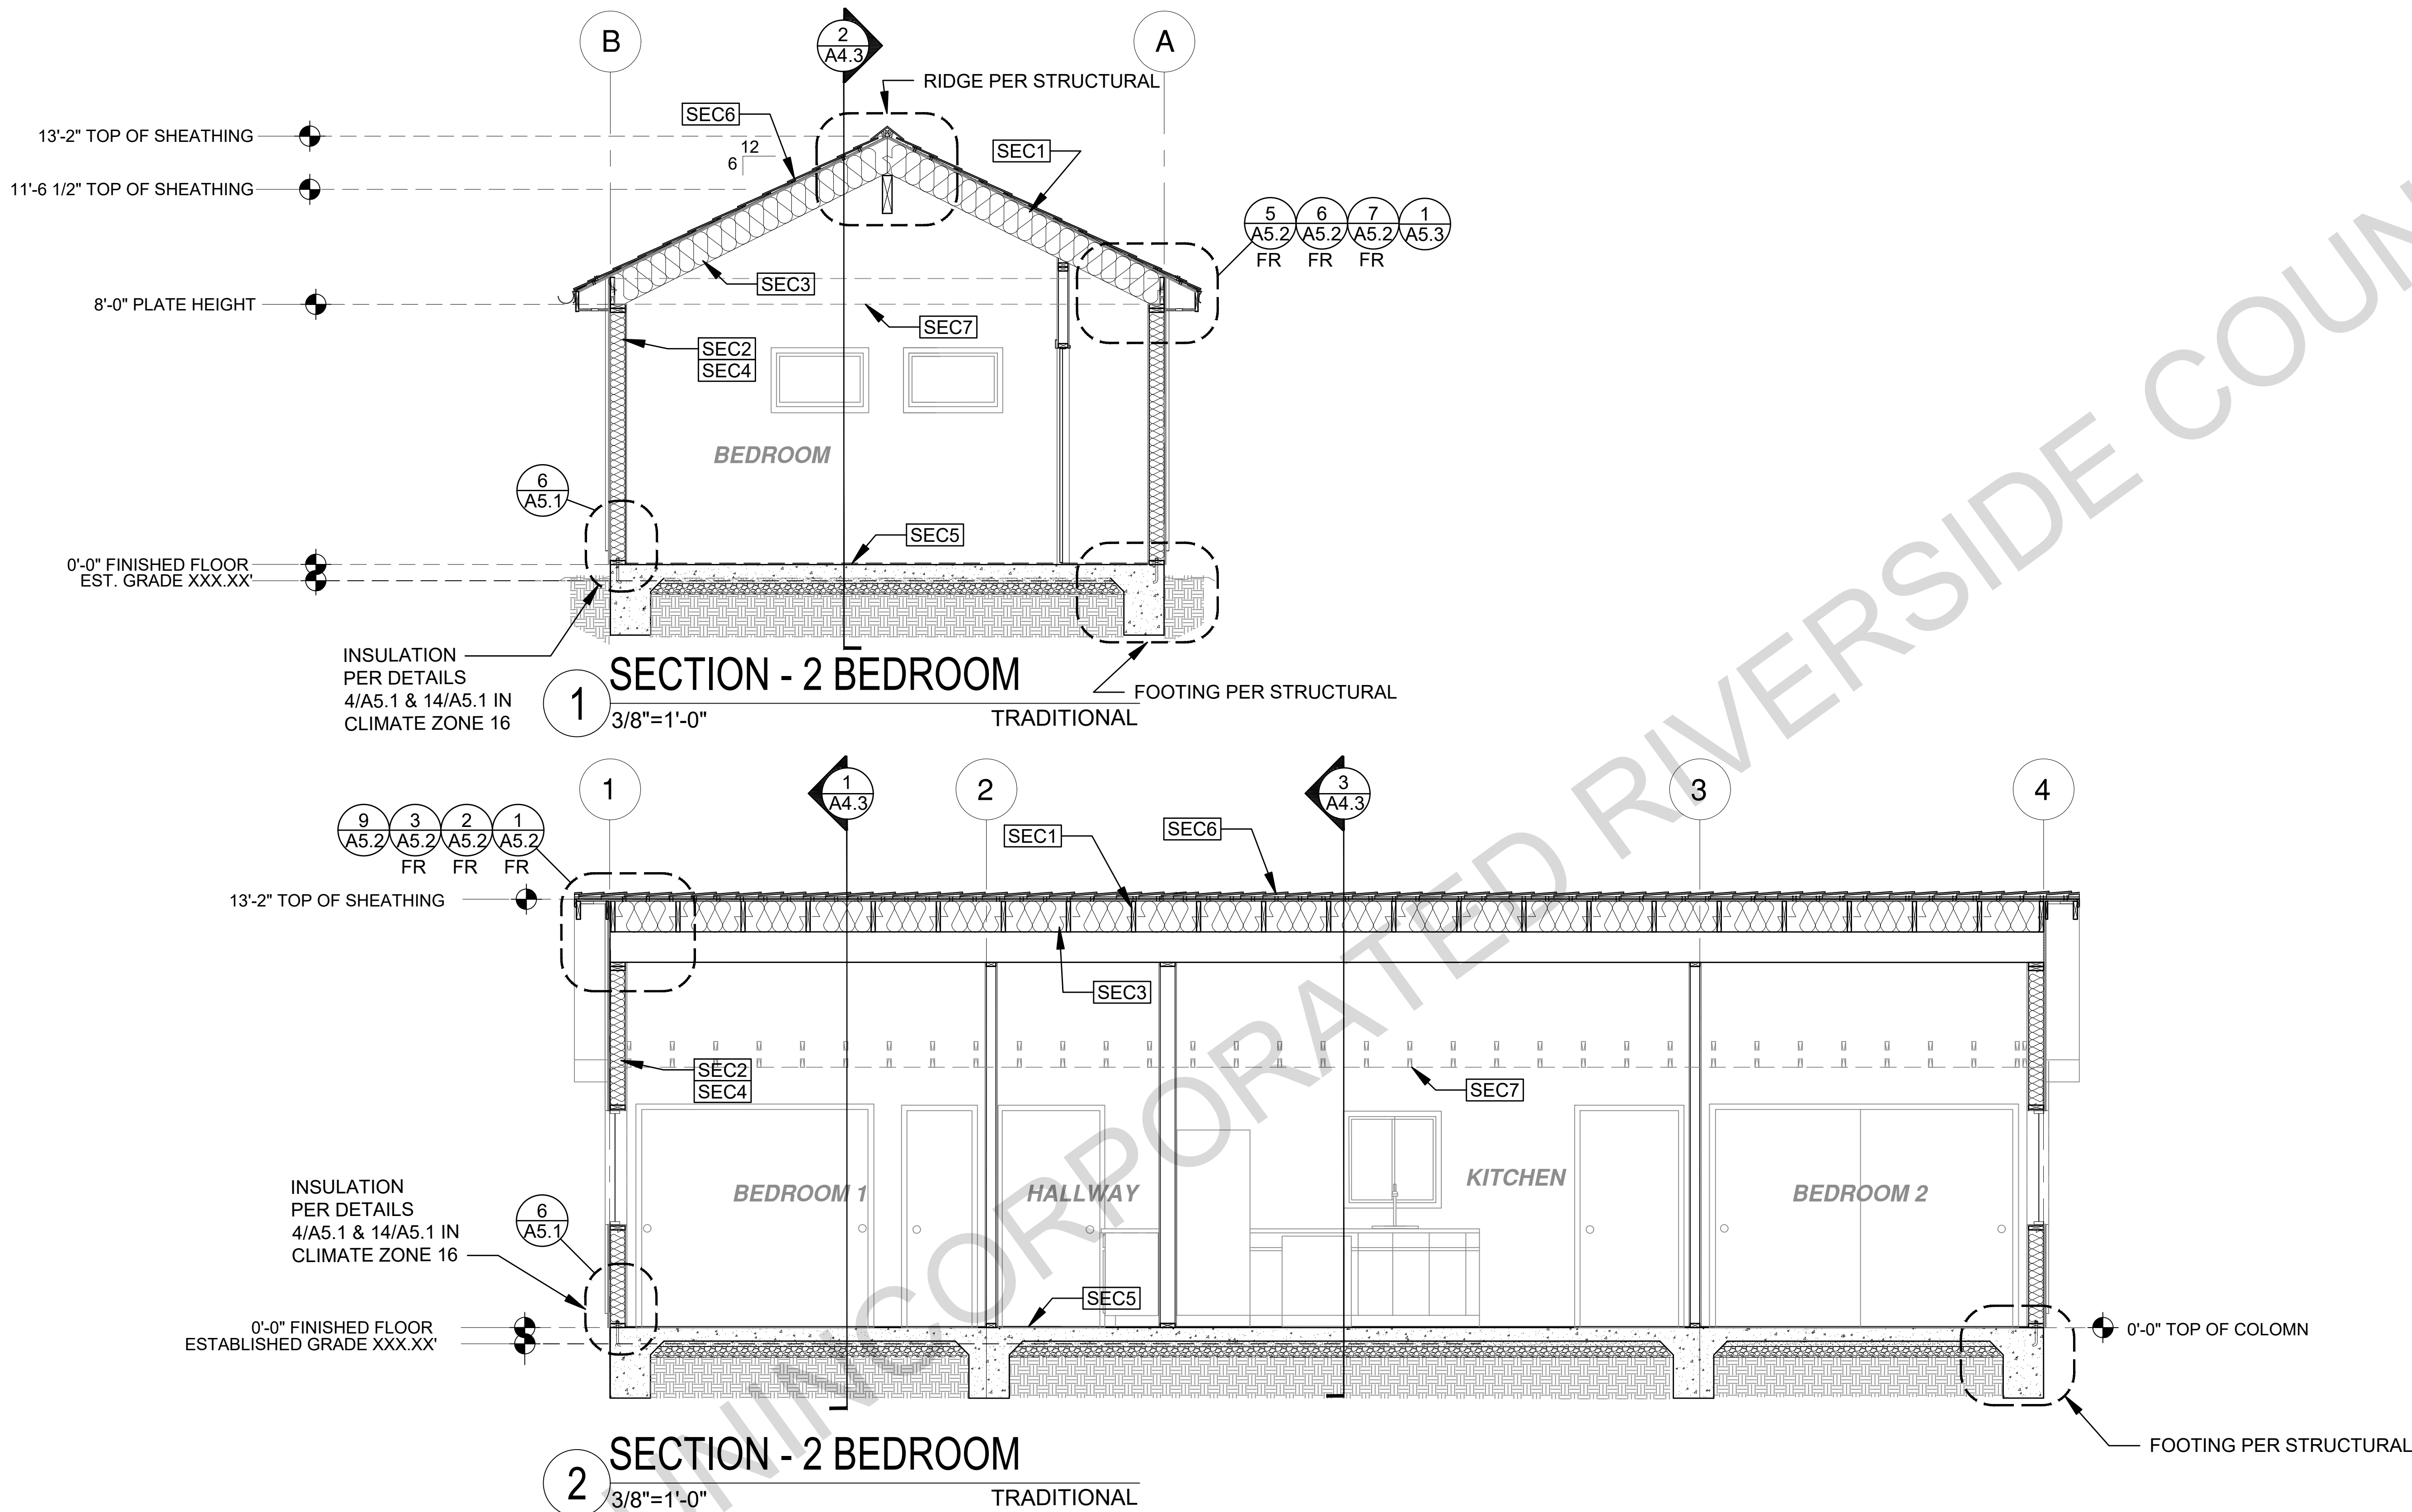 B
2
A4.3
A
RIDGE PER STRUCTURAL
SEC6
13'-2" TOP OF SHEATHING
12
6
SEC1
11'-6 1/2" TOP OF SHEATHING
5
A5.2
FR
6
A5.2
FR
7
A5.2
FR
1
A5.3
SEC3
8'-0" PLATE HEIGHT
SEC7
SEC2
SEC4
BEDROOM
6
A5.1
SEC5
0'-0" FINISHED FLOOR
EST. GRADE XXX.XX'
INSULATION
PER DETAILS
4/A5.1 & 14/A5.1 IN
CLIMATE ZONE 16
FOOTING PER STRUCTURAL
1
SECTION - 2 BEDROOM
3/8"=1'-0"
TRADITIONAL
1
1
A4.3
2
3
A4.3
3
4
9
A5.2
3
A5.2
FR
2
A5.2
FR
1
A5.2
FR
SEC1
SEC6
13'-2" TOP OF SHEATHING
SEC3
SEC2
SEC4
SEC7
BEDROOM 1
HALLWAY
KITCHEN
BEDROOM 2
INSULATION
PER DETAILS
4/A5.1 & 14/A5.1 IN
CLIMATE ZONE 16
6
A5.1
SEC5
0'-0" FINISHED FLOOR
ESTABLISHED GRADE XXX.XX'
0'-0" TOP OF COLOMN
FOOTING PER STRUCTURAL
2
SECTION - 2 BEDROOM
3/8"=1'-0"
TRADITIONAL
UNINCORPORATED RIVERSIDE COUN